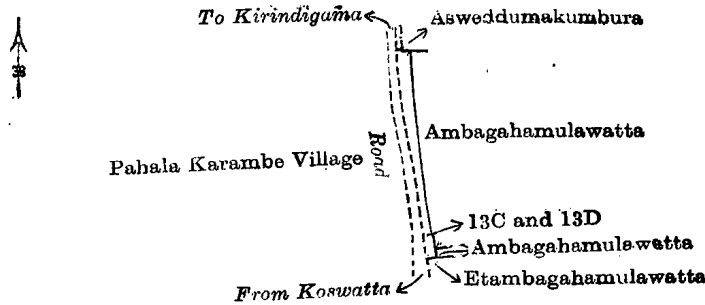 To Kirindigama
Asweddumakumbura
Ambagahamulawatta
Road
Pahala Karambe Village
13C and 13D
Ambagahamulawatta
Etambagahamulawatta
From Koswatta